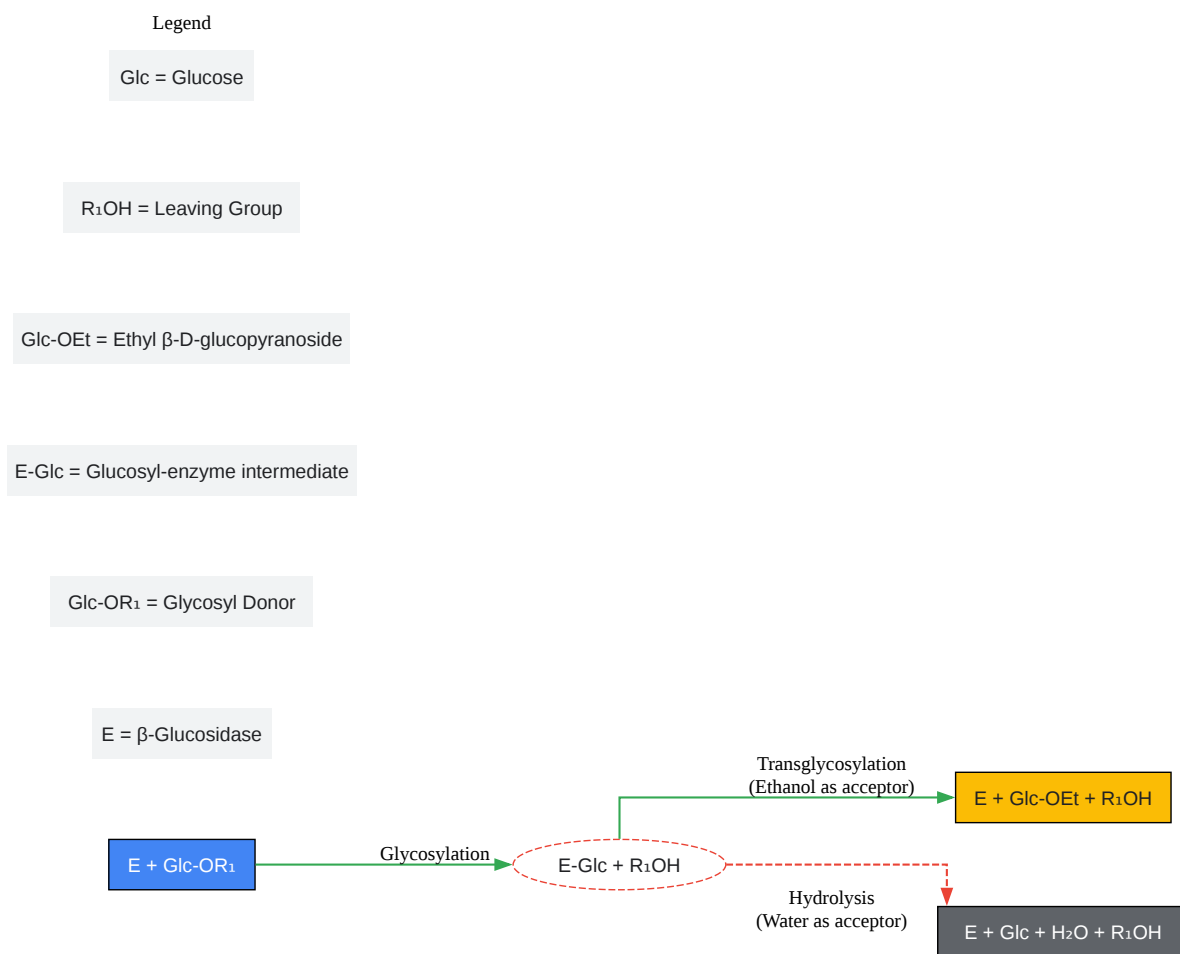 Legend
Glc = Glucose
R₁OH = Leaving Group
Glc-OEt = Ethyl β-D-glucopyranoside
E-Glc = Glucosyl-enzyme intermediate
Glc-OR₁ = Glycosyl Donor
E = β-Glucosidase
Transglycosylation
(Ethanol as acceptor)
E + Glc-OEt + R₁OH
E + Glc-OR₁
Glycosylation
E-Glc + R₁OH
Hydrolysis
(Water as acceptor)
E + Glc + H₂O + R₁OH